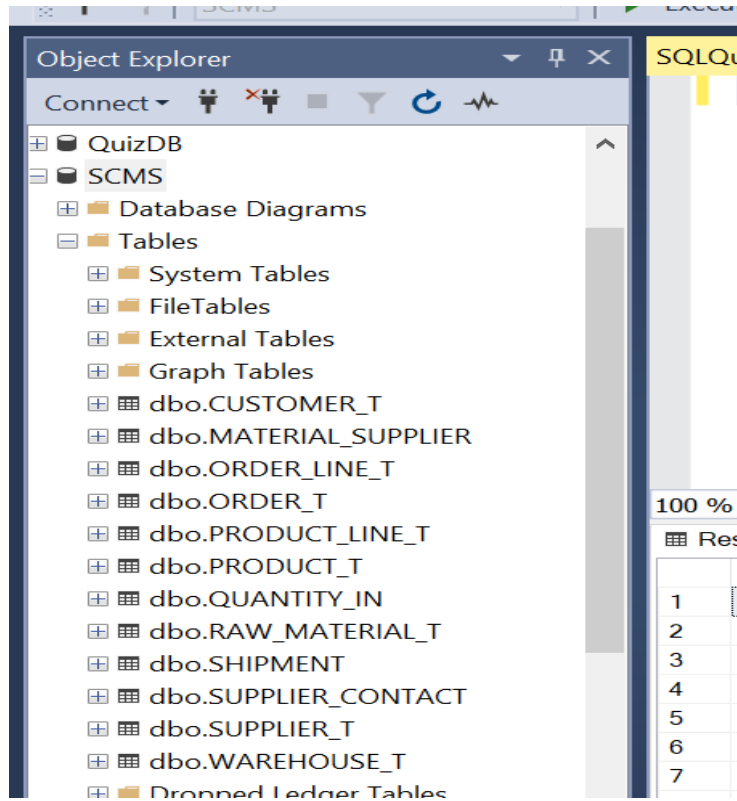 SCMS
Object Explorer
Connect
QuizDB
SCMS
Database Diagrams
Tables
System Tables
FileTables
External Tables
Graph Tables
dbo.CUSTOMER_T
dbo.MATERIAL_SUPPLIER
dbo.ORDER_LINE_T
dbo.ORDER_T
dbo.PRODUCT_LINE_T
dbo.PRODUCT_T
dbo.QUANTITY_IN
dbo.RAW_MATERIAL_T
dbo.SHIPMENT
dbo.SUPPLIER_CONTACT
dbo.SUPPLIER_T
dbo.WAREHOUSE_T
Dropped Ledger Tables
SQLQu
100 %
Res
1
2
3
4
5
6
7